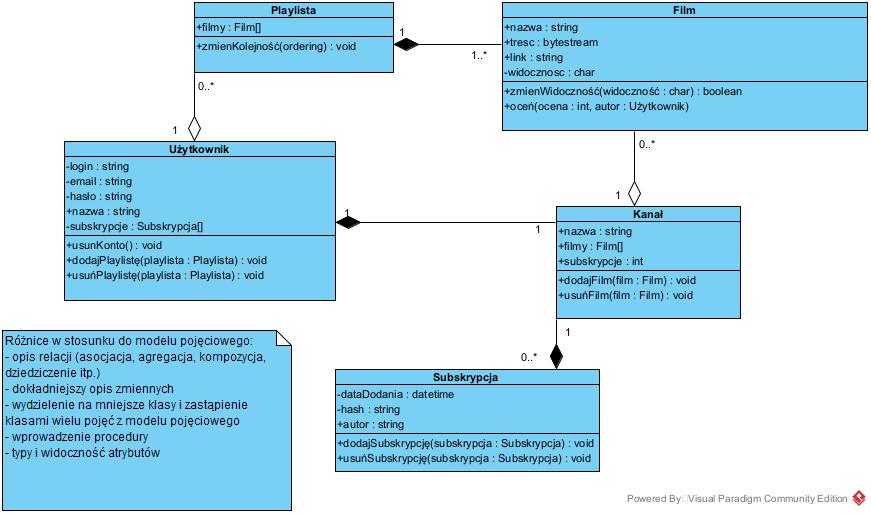 Playlista
+filmy : Film[]
+zmienKolejność(ordering) : void
1
1..*
Film
+nazwa : string
+tresc : bytestream
+link : string
-widocznosc : char
+zmienWidoczność(widoczność : char) : boolean
+oceń(ocena : int, autor : Użytkownik)
0..*
1
0..*
1
Użytkownik
-login : string
-email : string
-hasło : string
+nazwa : string
-subskrypcje : Subskrypcja[]
+usunKonto() : void
+dodajPlaylistę(playlista : Playlista) : void
+usuńPlaylistę(playlista : Playlista) : void
1
1
Kanał
+nazwa : string
+filmy : Film[]
+subskrypcje : int
+dodajFilm(film : Film) : void
+usuńFilm(film : Film) : void
1
0..*
Subskrypcja
-dataDodania : datetime
-hash : string
+autor : string
+dodajSubskrypcję(subskrypcja : Subskrypcja) : void
+usuńSubskrypcję(subskrypcja : Subskrypcja) : void
Różnice w stosunku do modelu pojęciowego:
- opis relacji (asocjacja, agregacja, kompozycja,
dziedziczenie itp.)
- dokładniejszy opis zmiennych
- wydzielenie na mniejsze klasy i zastąpienie
klasami wielu pojęć z modelu pojęciowego
- wprowadzenie procedury
- typy i widoczność atrybutów
Powered By Visual Paradigm Community Edition